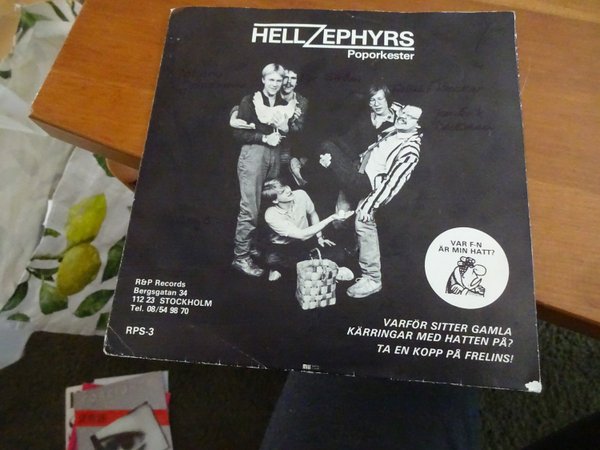 HELLZEPHYRS
Poporkester
VAR F-N
ÄR MIN HATT?
R&P Records
Bergsgatan 34
112 23 STOCKHOLM
Tel. 08/54 98 70
RPS-3
VARFÖR SITTER GAMLA
KÄRRINGAR MED HATTEN PÅ?
TA EN KOPP PÅ FRELINS!